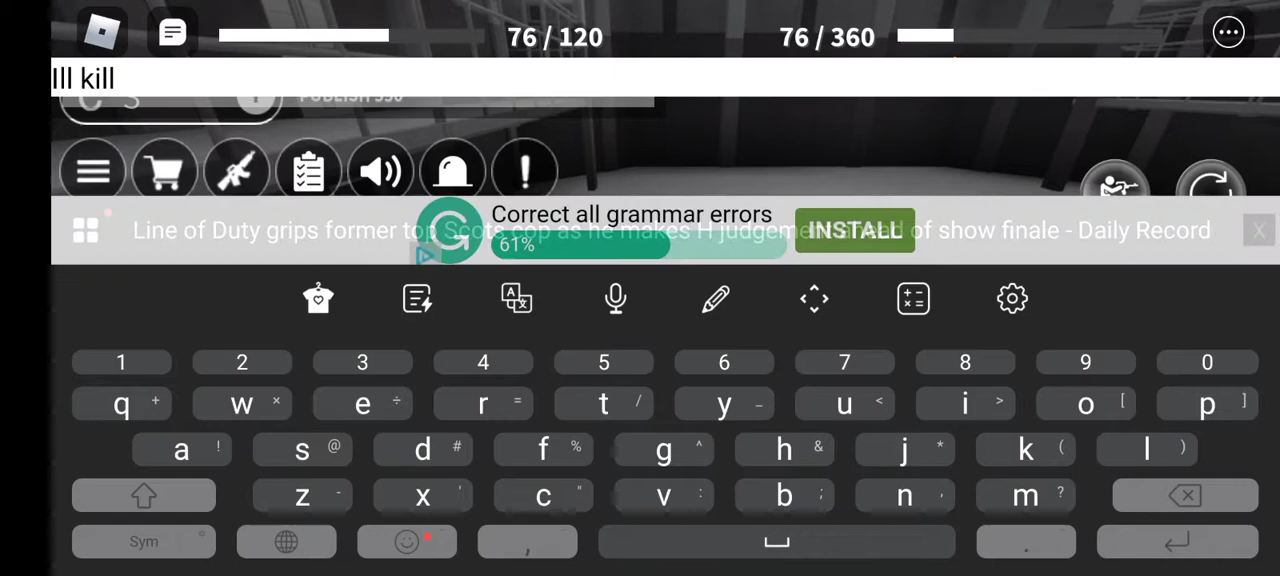 76 / 120
76 / 360
Ill kill
Correct all grammar errors
Line of Duty grips former top Scots cop as he makes H judgement ahead of show finale - Daily Record
61%
INSTALL
X
1 2 3 4 5 6 7 8 9 0
q + w × e ÷ r = t / y _ u < i > o [ p ]
a ! s @ d # f % g ^ h & j * k ( l )
z - x ' c " v : b ; n , m ?
Sym , .